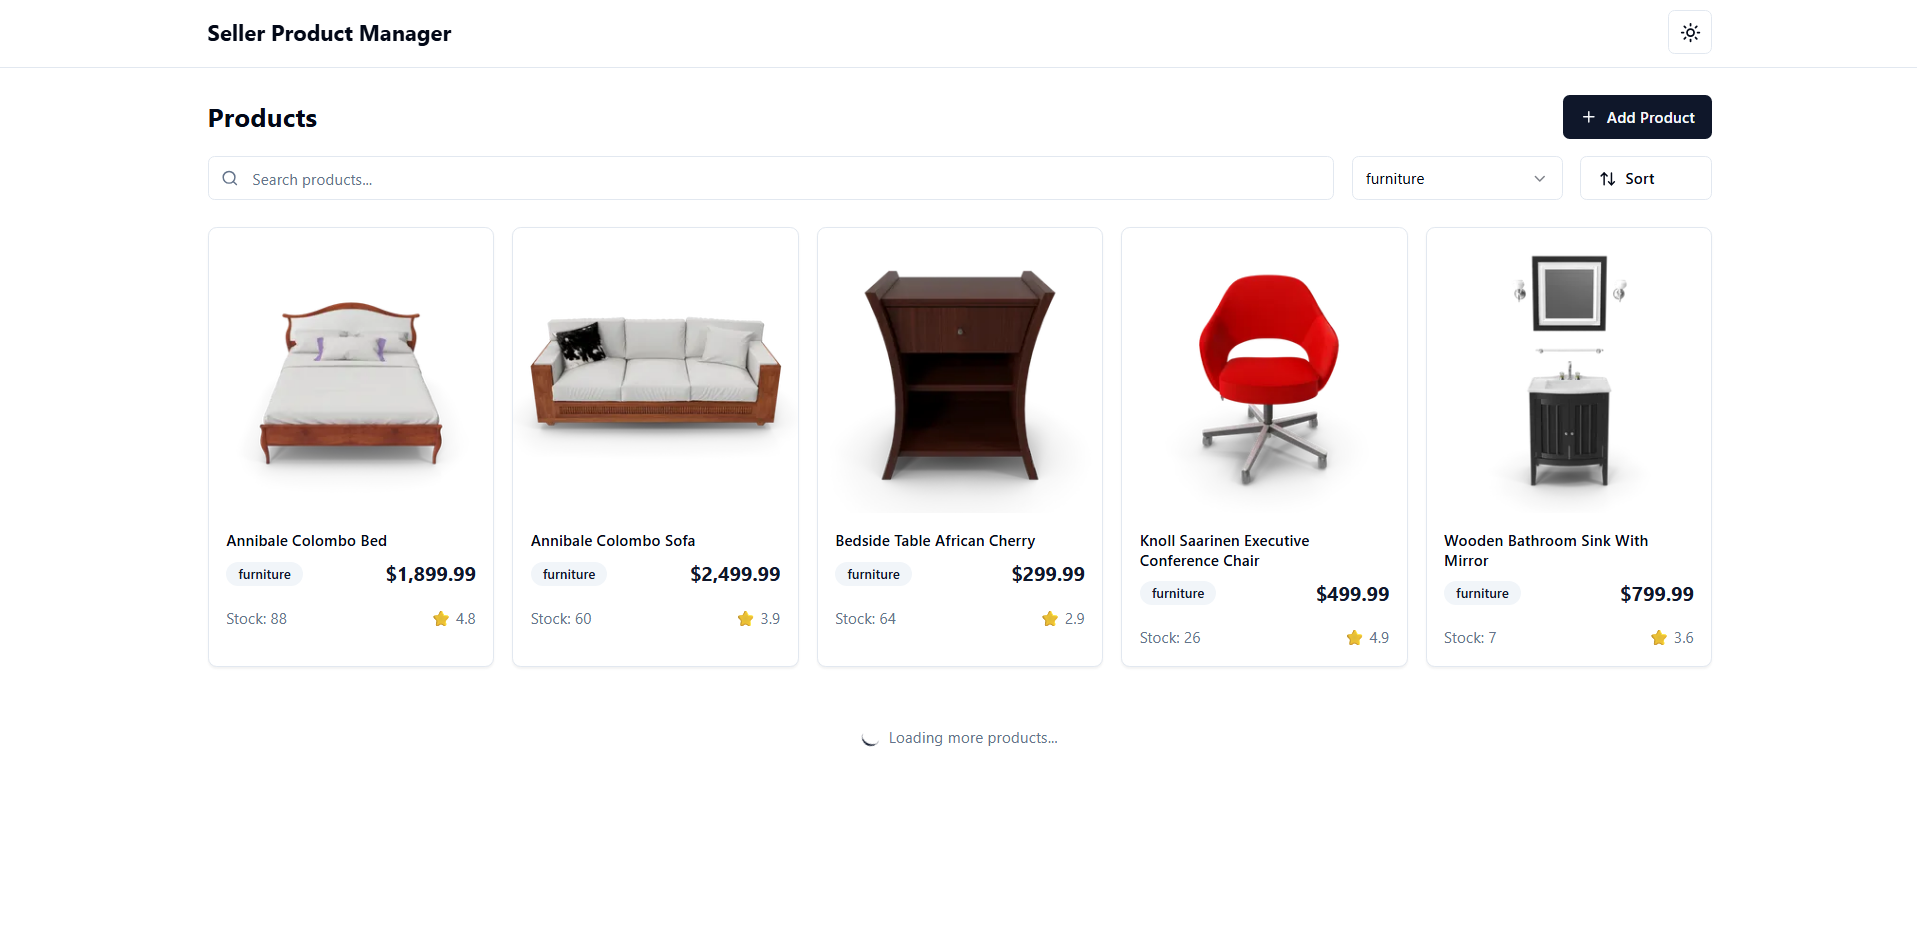 Seller Product Manager
Products
Add Product
Search products...
furniture
Sort
Annibale Colombo Bed
furniture
$1,899.99
Stock: 88
4.8
Annibale Colombo Sofa
furniture
$2,499.99
Stock: 60
3.9
Bedside Table African Cherry
furniture
$299.99
Stock: 64
2.9
Knoll Saarinen Executive
Conference Chair
furniture
$499.99
Stock: 26
4.9
Wooden Bathroom Sink With
Mirror
furniture
$799.99
Stock: 7
3.6
Loading more products...